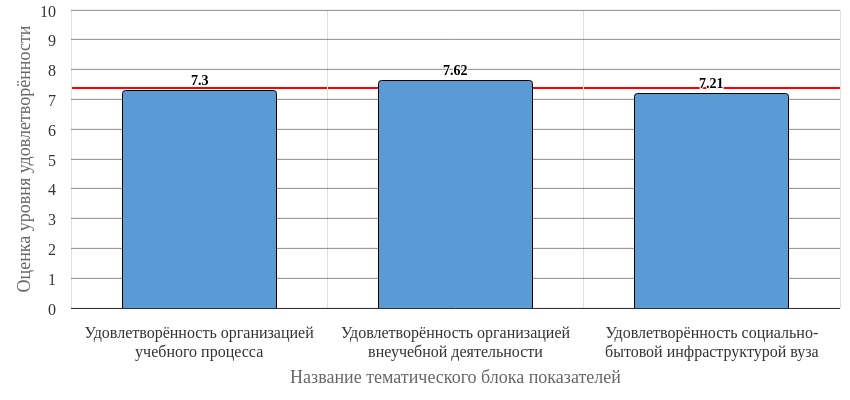 Оценка уровня удовлетворённости
10
9
8
7
6
5
4
3
2
1
0
7.3
7.62
7.21
Удовлетворённость организацией
учебного процесса
Удовлетворённость организацией
внеучебной деятельности
Удовлетворённость социально-
бытовой инфраструктурой вуза
Название тематического блока показателей